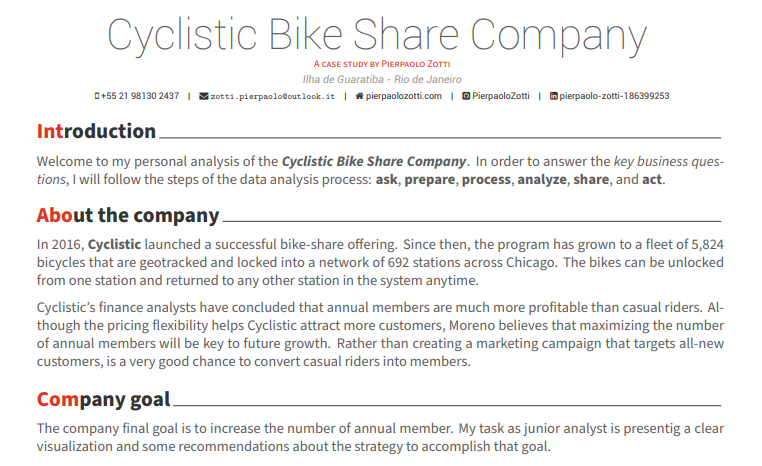 Cyclistic Bike Share Company
A CASE STUDY BY PIERPAOLO ZOTTI
Ilha de Guaratiba - Rio de Janeiro
+55 21 98130 2437 | zotti.pierpaolo@outlook.it | pierpaolozotti.com | PierpaoloZotti | pierpaolo-zotti-186399253
Introduction
Welcome to my personal analysis of the Cyclistic Bike Share Company. In order to answer the key business ques-
tions, I will follow the steps of the data analysis process: ask, prepare, process, analyze, share, and act.
About the company
In 2016, Cyclistic launched a successful bike-share offering. Since then, the program has grown to a fleet of 5,824
bicycles that are geotracked and locked into a network of 692 stations across Chicago. The bikes can be unlocked
from one station and returned to any other station in the system anytime.
Cyclistic's finance analysts have concluded that annual members are much more profitable than casual riders. Al-
though the pricing flexibility helps Cyclistic attract more customers, Moreno believes that maximizing the number
of annual members will be key to future growth. Rather than creating a marketing campaign that targets all-new
customers, is a very good chance to convert casual riders into members.
Company goal
The company final goal is to increase the number of annual member. My task as junior analyst is presentig a clear
visualization and some recommendations about the strategy to accomplish that goal.